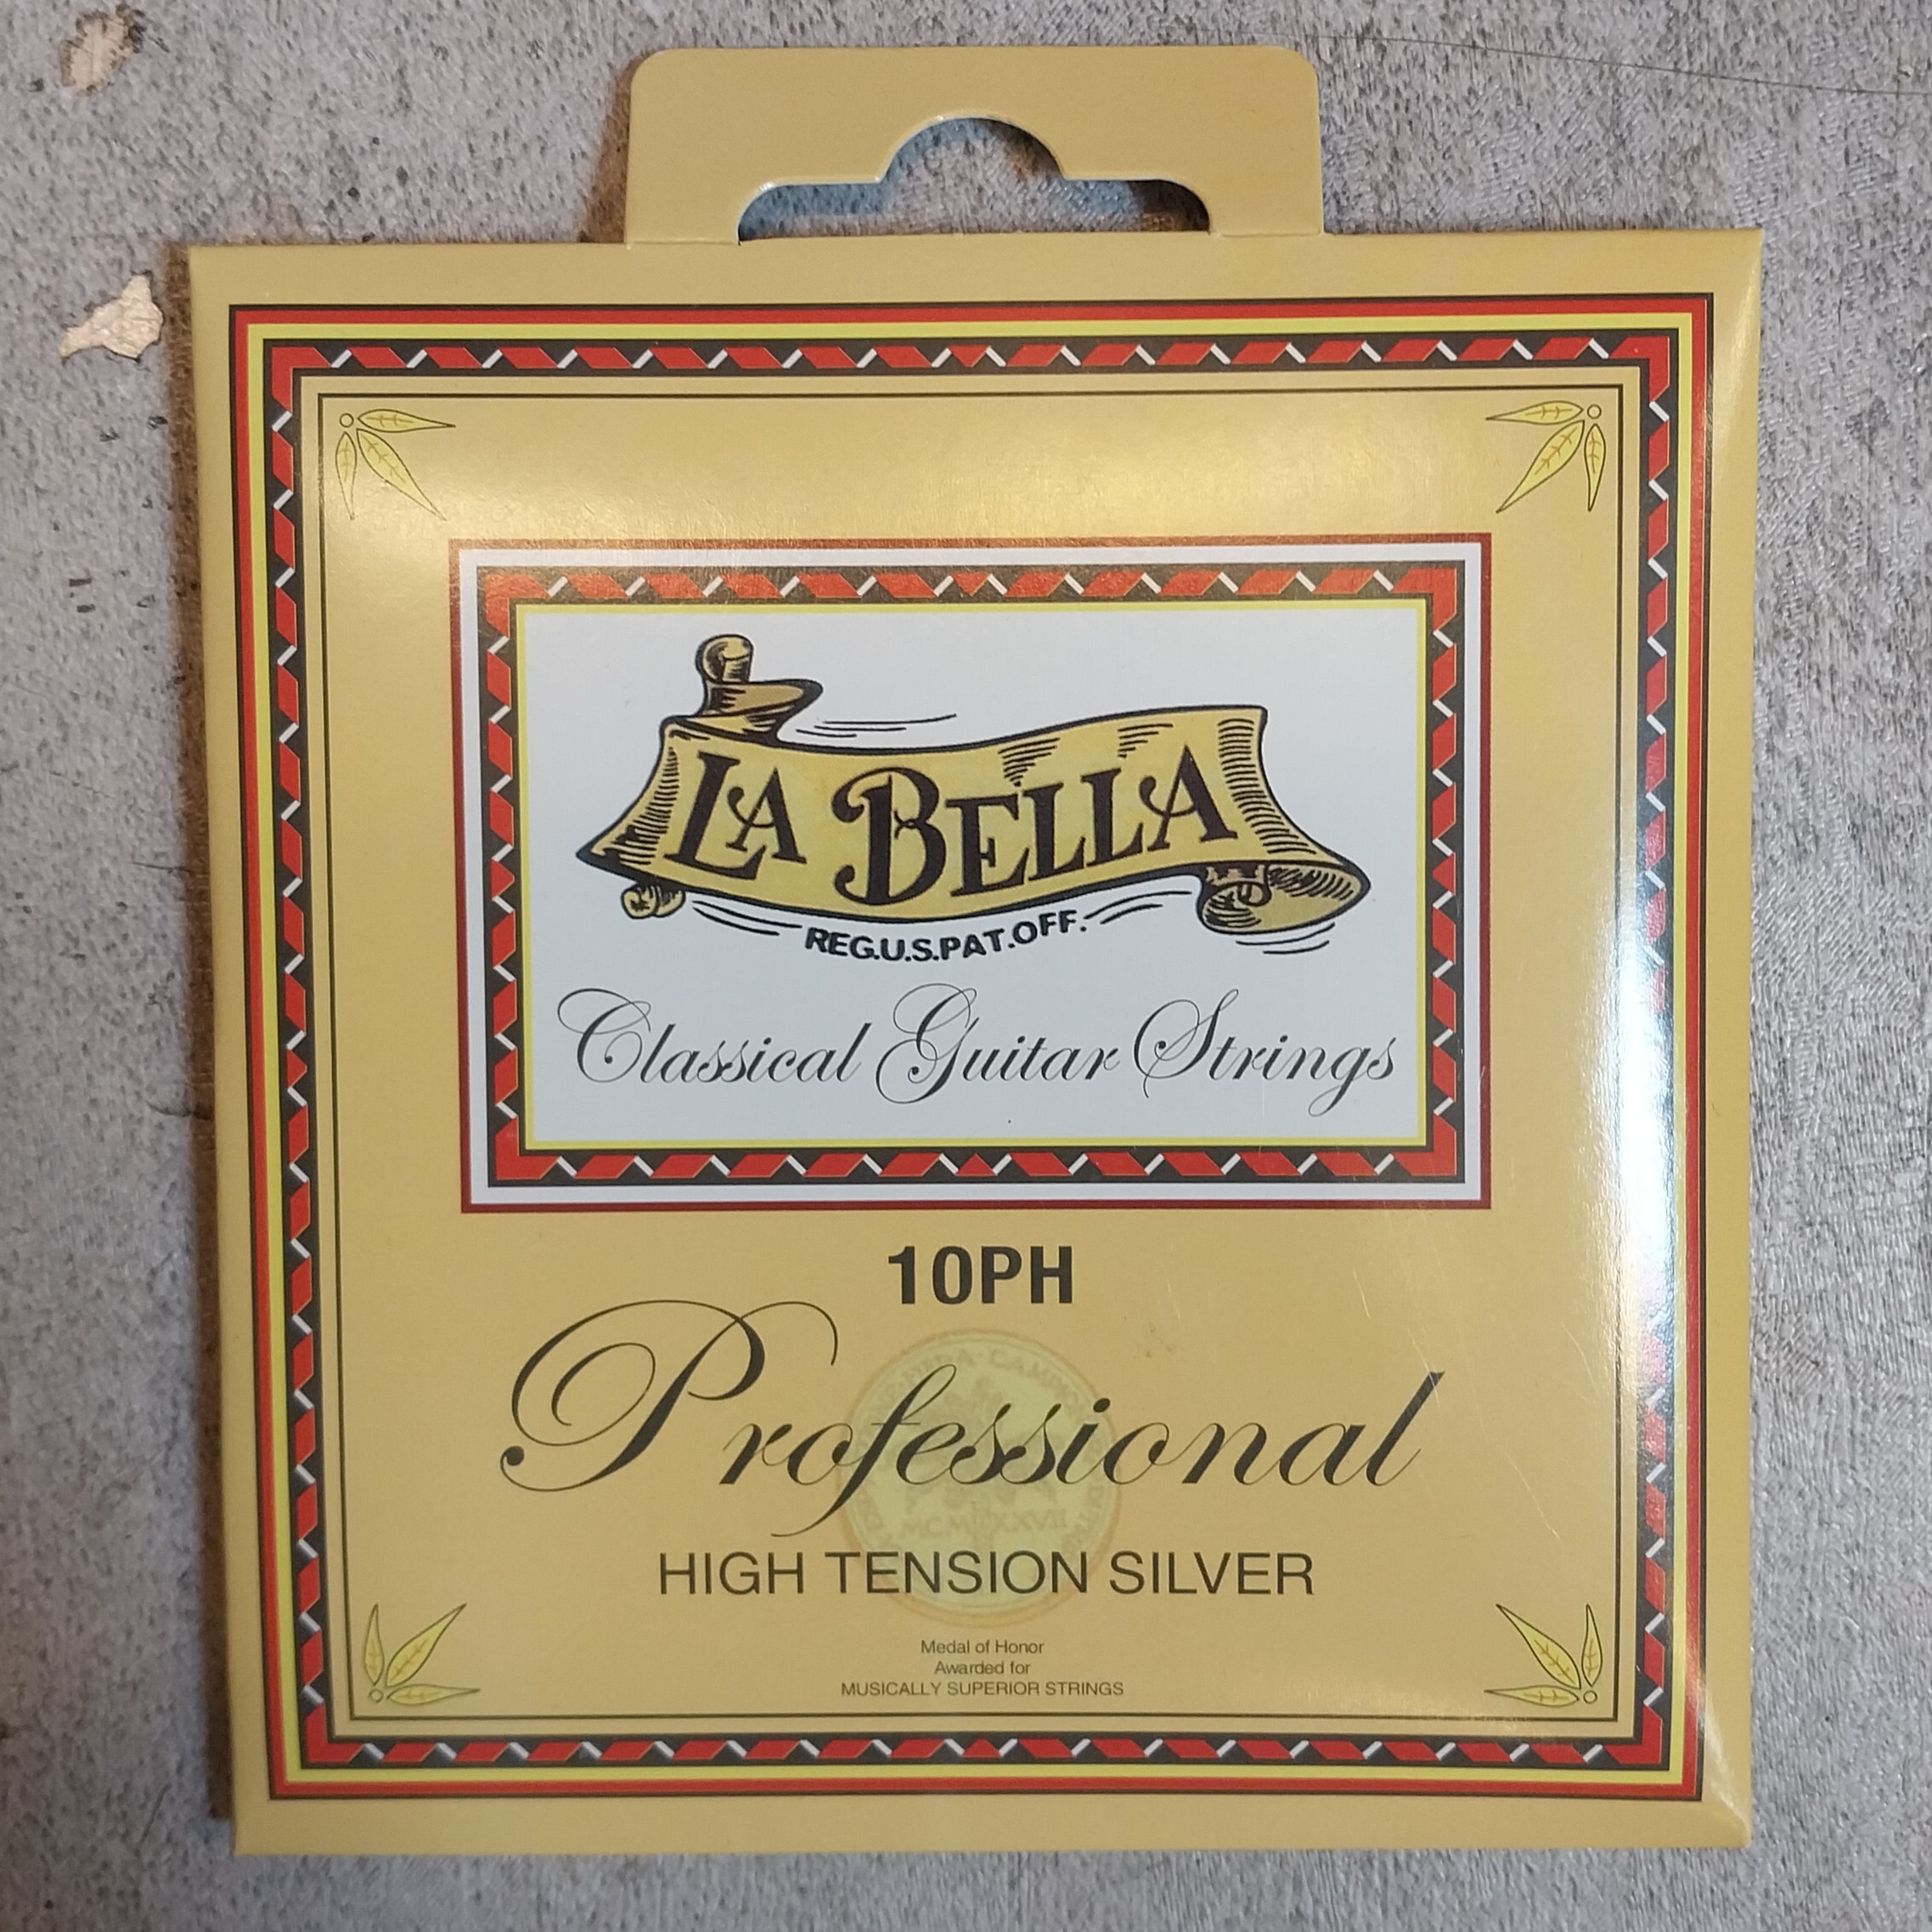 LA BELLA
REG.U.S.PAT.OFF.
Classical Guitar Strings
10PH
Professional
HIGH TENSION SILVER
Medal of Honor
Awarded for
MUSICALLY SUPERIOR STRINGS